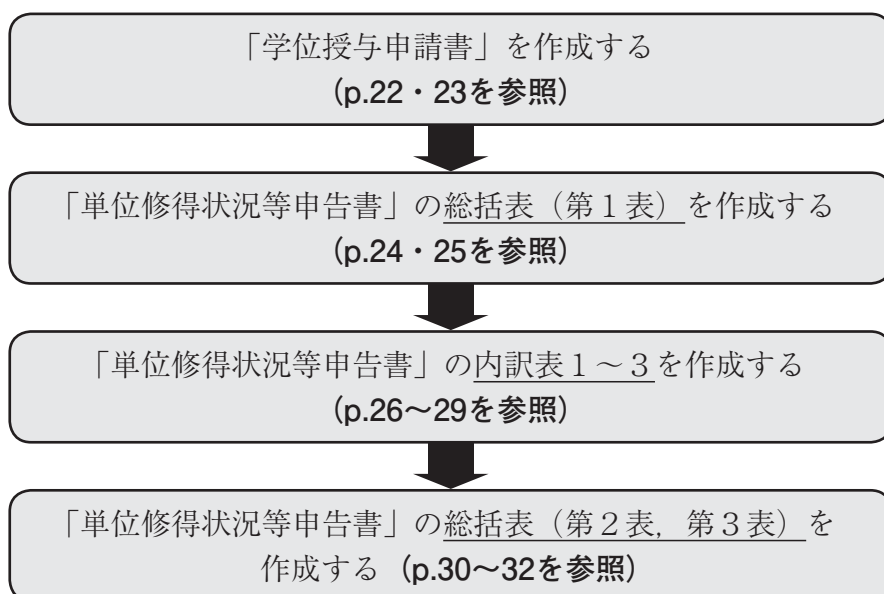 「学位授与申請書」を作成する
(p.22・23を参照)
「単位修得状況等申告書」の総括表(第1表)を作成する
(p.24・25を参照)
「単位修得状況等申告書」の内訳表1~3を作成する
(p.26~29を参照)
「単位修得状況等申告書」の総括表(第2表,第3表)を
作成する (p.30~32を参照)